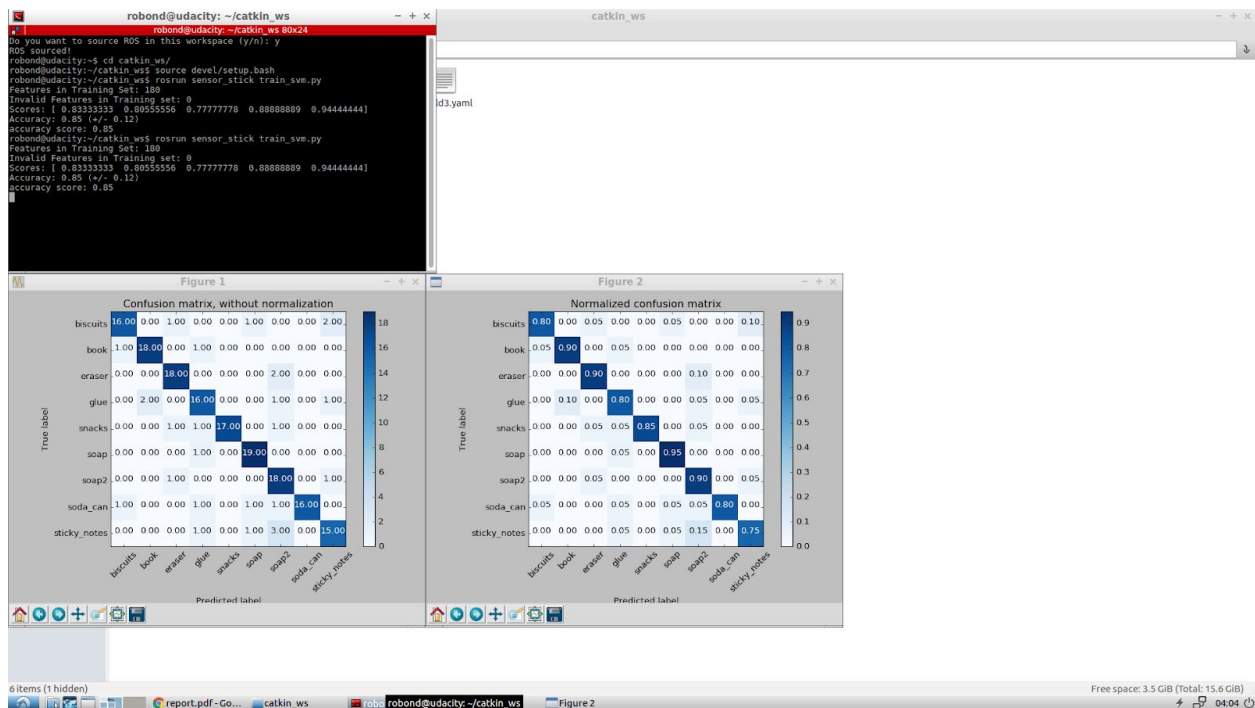 robond@udacity: ~/catkin_ws
robond@udacity: ~/catkin_ws 80x24
Do you want to source ROS in this workspace (y/n): y
ROS sourced!
robond@udacity:~$ cd catkin_ws/
robond@udacity:~/catkin_ws$ source devel/setup.bash
robond@udacity:~/catkin_ws$ rosrun sensor_stick train_svm.py
Features in Training Set: 180
Invalid Features in Training set: 0
Scores: [ 0.83333333 0.80555556 0.77777778 0.88888889 0.94444444]
Accuracy: 0.85 (+/- 0.12)
accuracy score: 0.85
robond@udacity:~/catkin_ws$ rosrun sensor_stick train_svm.py
Features in Training Set: 180
Invalid Features in Training set: 0
Scores: [ 0.83333333 0.80555556 0.77777778 0.88888889 0.94444444]
Accuracy: 0.85 (+/- 0.12)
accuracy score: 0.85
catkin_ws
ld3.yaml
Figure 1
Confusion matrix, without normalization
True label
biscuits 16.00 0.00 1.00 0.00 0.00 1.00 0.00 0.00 2.00
book 1.00 18.00 0.00 1.00 0.00 0.00 0.00 0.00 0.00
eraser 0.00 0.00 18.00 0.00 0.00 0.00 2.00 0.00 0.00
glue 0.00 2.00 0.00 16.00 0.00 0.00 1.00 0.00 1.00
snacks 0.00 0.00 1.00 1.00 17.00 0.00 1.00 0.00 0.00
soap 0.00 0.00 0.00 1.00 0.00 19.00 0.00 0.00 0.00
soap2 0.00 0.00 1.00 0.00 0.00 0.00 18.00 0.00 1.00
soda_can 1.00 0.00 0.00 1.00 0.00 1.00 1.00 16.00 0.00
sticky_notes 0.00 0.00 0.00 1.00 0.00 1.00 3.00 0.00 15.00
biscuits book eraser glue snacks soap soap2 soda_can sticky_notes
Predicted label
18
16
14
12
10
8
6
4
2
0
Figure 2
Normalized confusion matrix
True label
biscuits 0.80 0.00 0.05 0.00 0.00 0.05 0.00 0.00 0.10
book 0.05 0.90 0.00 0.05 0.00 0.00 0.00 0.00 0.00
eraser 0.00 0.00 0.90 0.00 0.00 0.00 0.10 0.00 0.00
glue 0.00 0.10 0.00 0.80 0.00 0.00 0.05 0.00 0.05
snacks 0.00 0.00 0.05 0.05 0.85 0.00 0.05 0.00 0.00
soap 0.00 0.00 0.00 0.05 0.00 0.95 0.00 0.00 0.00
soap2 0.00 0.00 0.05 0.00 0.00 0.00 0.90 0.00 0.05
soda_can 0.05 0.00 0.00 0.05 0.00 0.05 0.05 0.80 0.00
sticky_notes 0.00 0.00 0.00 0.05 0.00 0.05 0.15 0.00 0.75
biscuits book eraser glue snacks soap soap2 soda_can sticky_notes
Predicted label
0.9
0.8
0.7
0.6
0.5
0.4
0.3
0.2
0.1
0.0
6 items (1 hidden)
Free space: 3.5 GiB (Total: 15.6 GiB)
report.pdf - Go...
catkin_ws
robo
robond@udacity: ~/catkin_ws
Figure 2
04:04